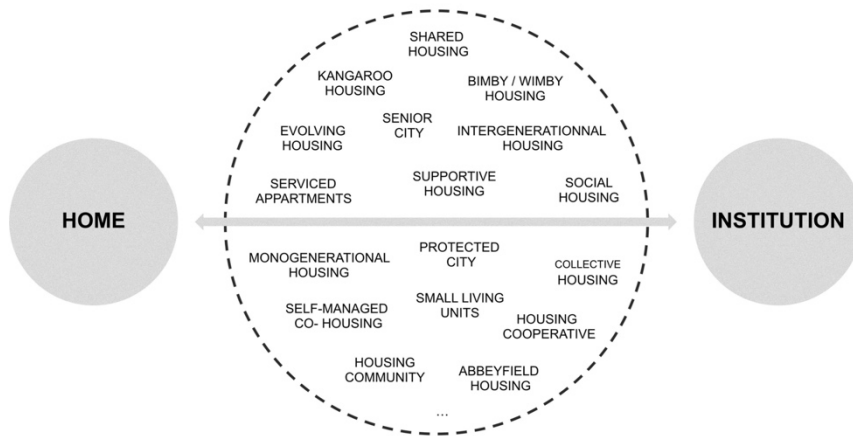 SHARED
HOUSING
KANGAROO
HOUSING
BIMBY / WIMBY
HOUSING
SENIOR
CITY
EVOLVING
HOUSING
INTERGENERATIONNAL
HOUSING
SERVICED
APPARTMENTS
SUPPORTIVE
HOUSING
SOCIAL
HOUSING
HOME
INSTITUTION
MONOGENERATIONAL
HOUSING
PROTECTED
CITY
COLLECTIVE
HOUSING
SELF-MANAGED
CO- HOUSING
SMALL LIVING
UNITS
HOUSING
COOPERATIVE
HOUSING
COMMUNITY
ABBEYFIELD
HOUSING
...